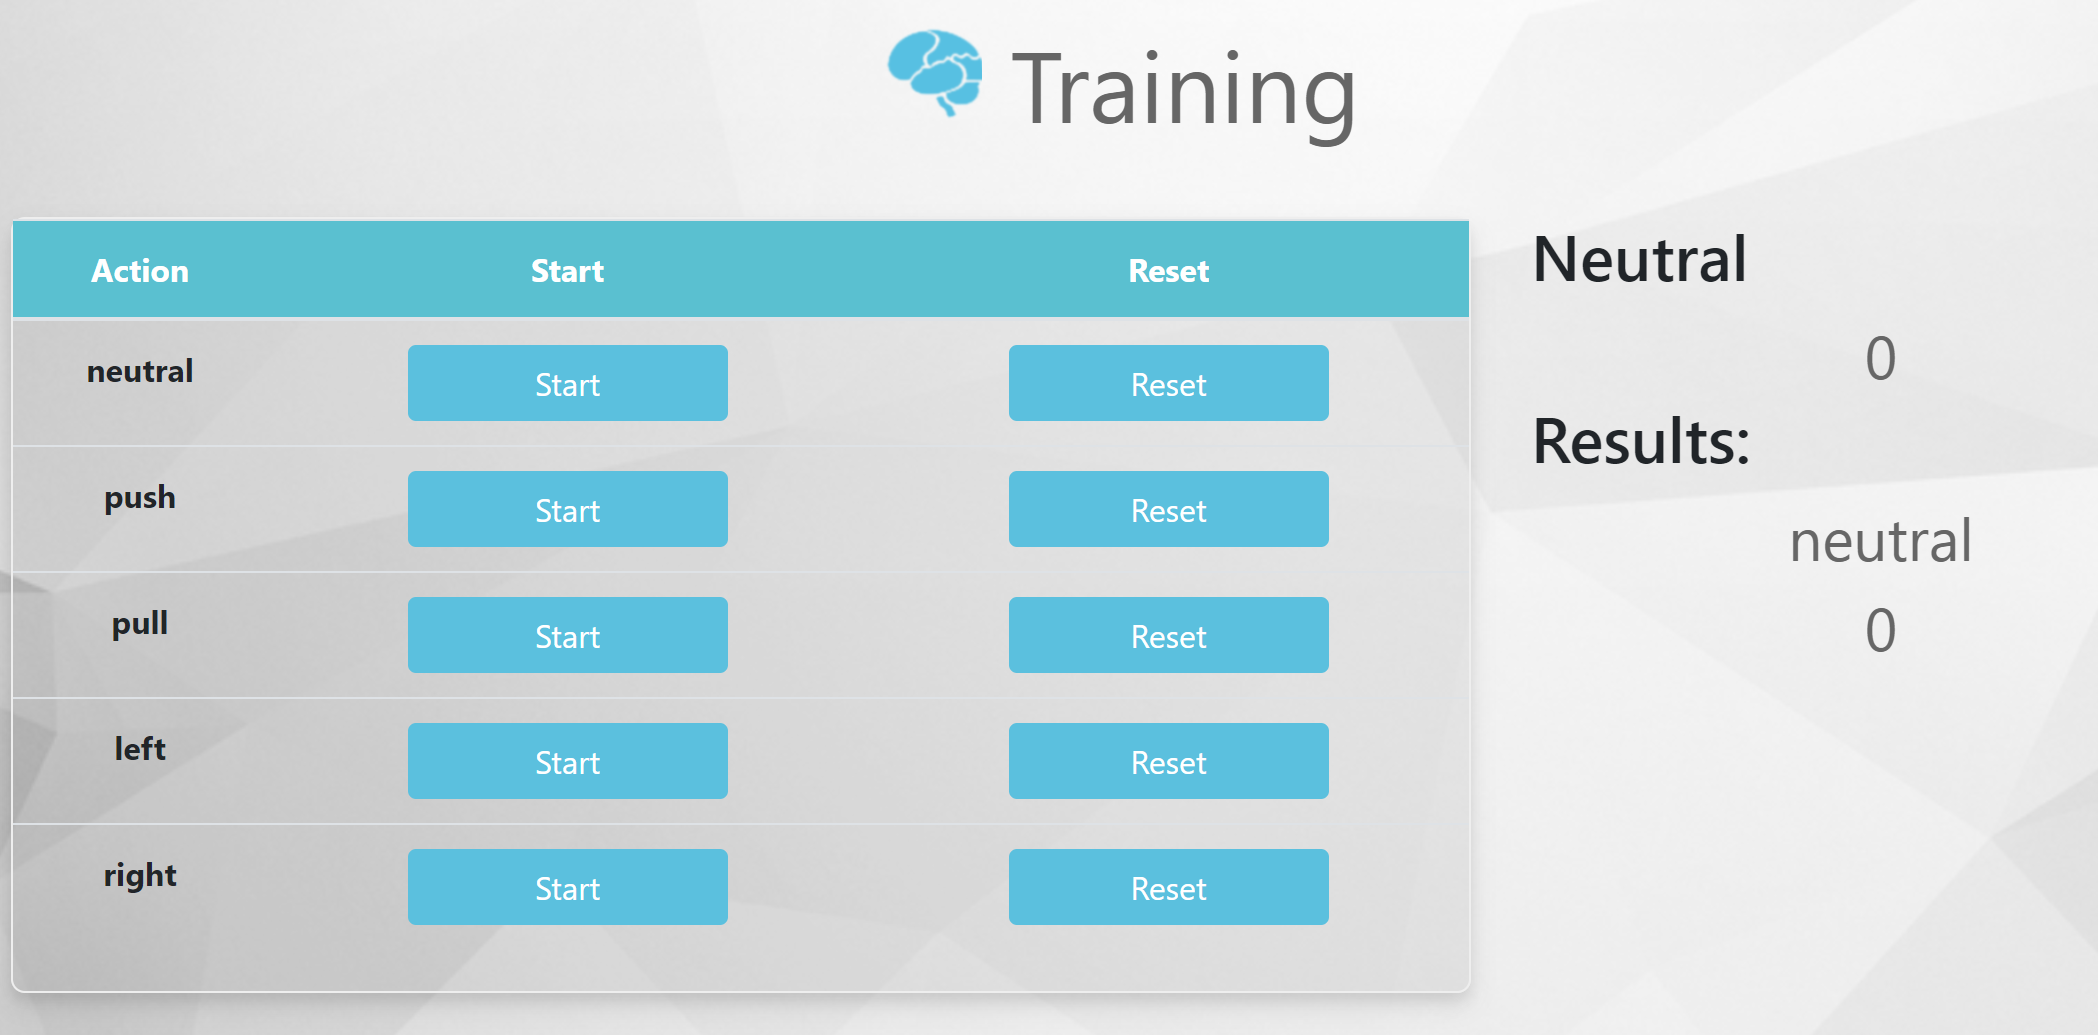 Training
Action Start Reset
neutral Start Reset
push Start Reset
pull Start Reset
left Start Reset
right Start Reset
Neutral
0
Results:
neutral
0